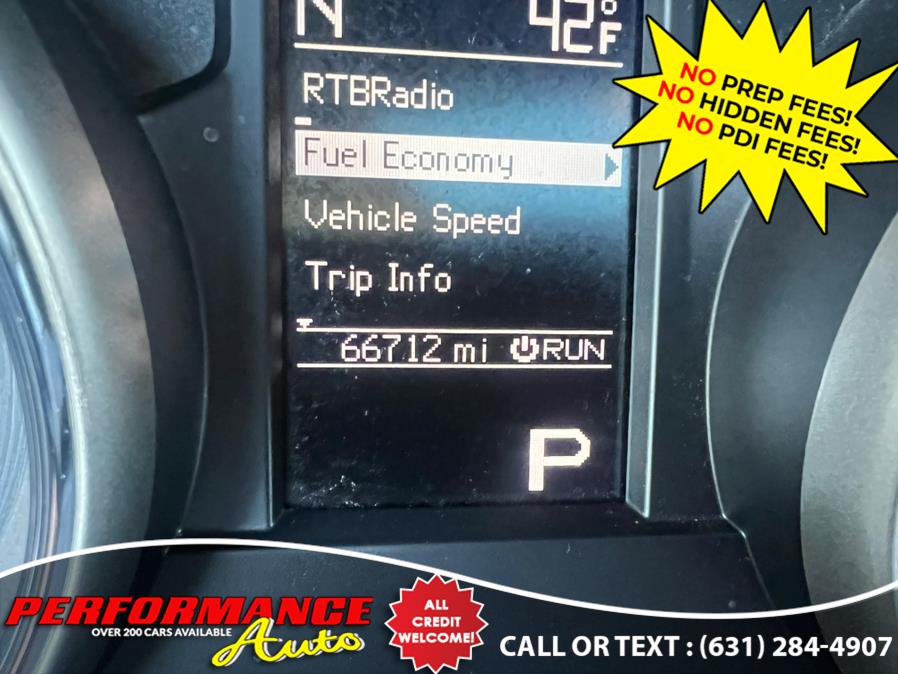 N 42°F
RTBRadio
Fuel Economy
Vehicle Speed
Trip Info
66712 mi RUN
P
NO PREP FEES!
NO HIDDEN FEES!
NO PDI FEES!
PERFORMANCE
OVER 200 CARS AVAILABLE
Auto
ALL
CREDIT
WELCOME!
CALL OR TEXT : (631) 284-4907